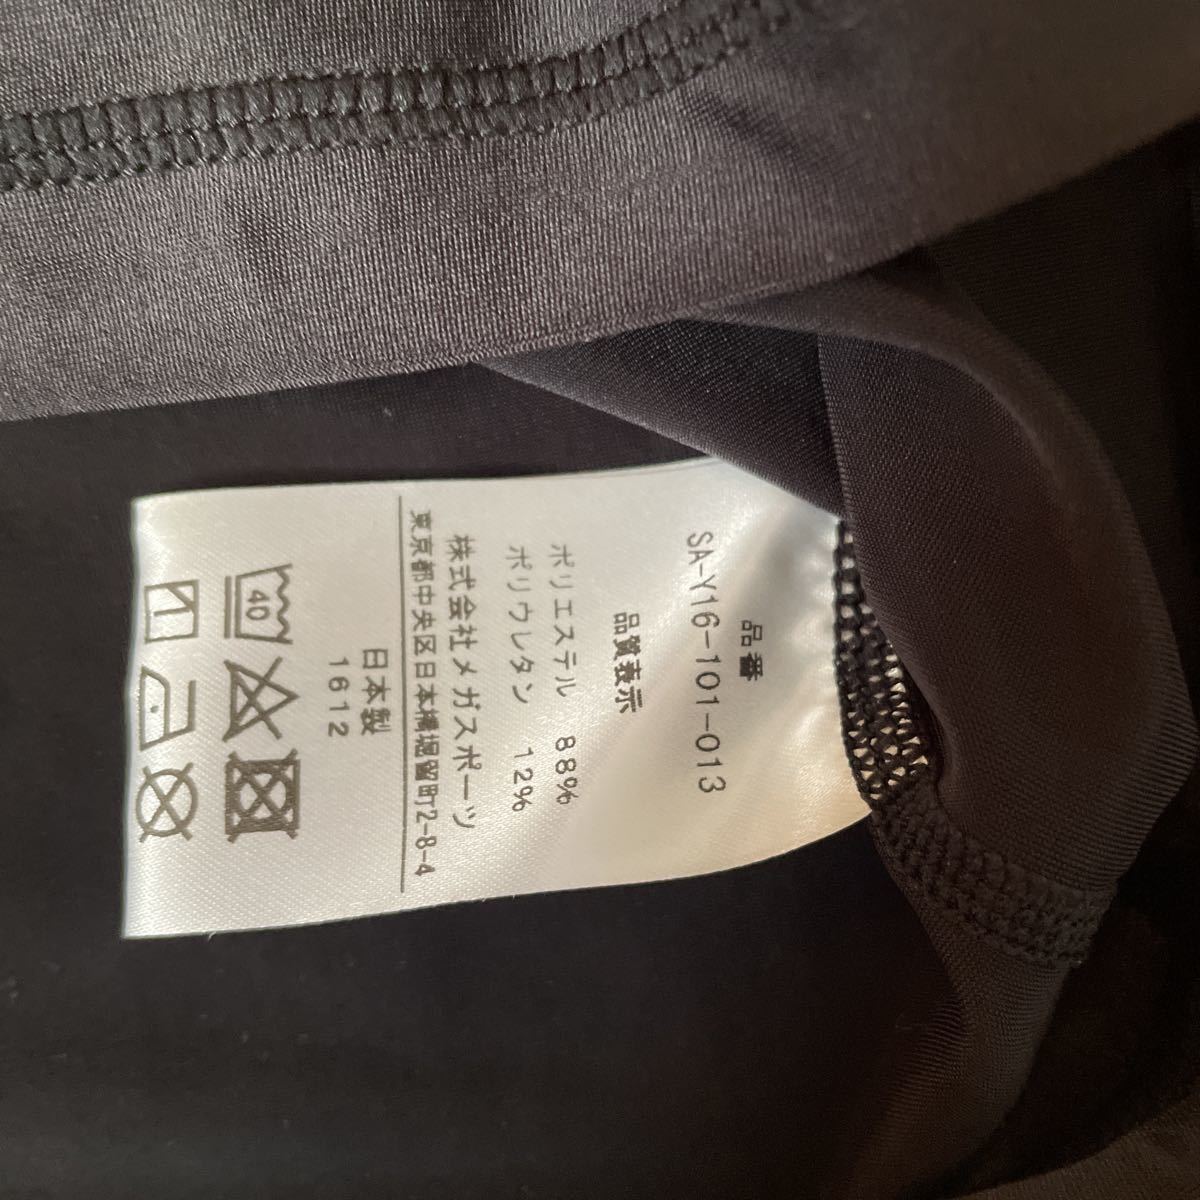 品番
SA-Y16-101-013
品質表示
ポリエステル 88%
ポリウレタン 12%
株式会社メガスポーツ
東京都中央区日本橋堀留町2-8-4
日本製
1612
40